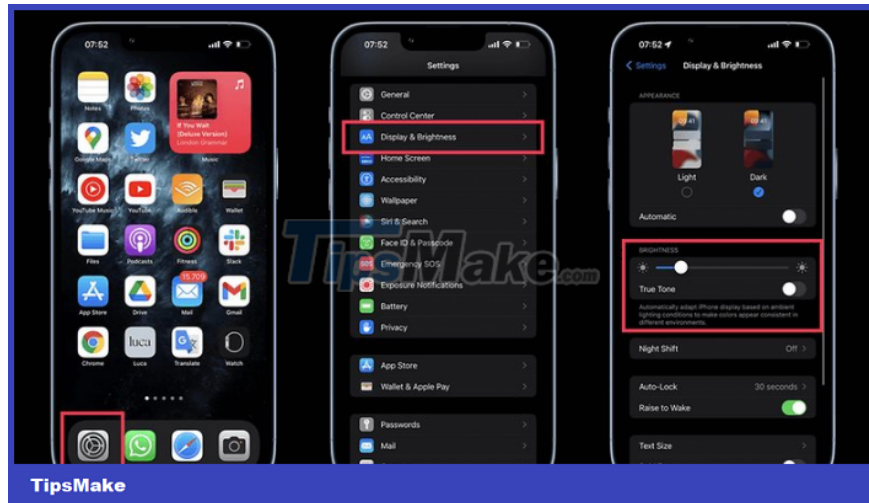 07:52
Notes
Photos
If You Wait
(Deluxe Version)
London Grammar
Google Maps
Twitter
Music
YouTube Music
YouTube
Audible
Wallet
Files
Podcasts
Fitness
Slack
15.709
App Store
Drive
Mail
Gmail
luca
Chrome
Luca
Translate
Watch
07:52
Settings
General
Control Center
AA Display & Brightness
Home Screen
Accessibility
Wallpaper
Siri & Search
Face ID & Passcode
SOS Emergency SOS
Exposure Notifications
Battery
Privacy
App Store
Wallet & Apple Pay
Passwords
Mail
07:52
Settings
Display & Brightness
APPEARANCE
Light
Dark
Automatic
BRIGHTNESS
True Tone
Automatically adapt iPhone display based on ambient
lighting conditions to make colors appear consistent in
different environments.
Night Shift
Off
Auto-Lock
30 seconds
Raise to Wake
Text Size
TipsMake.com
TipsMake